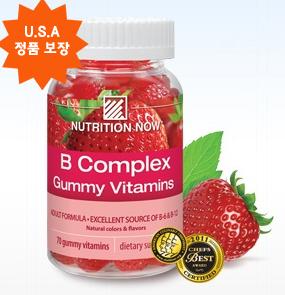 U.S.A
정품 보장
NUTRITION NOW
B Complex
Gummy Vitamins
ADULT FORMULA • EXCELLENT SOURCE OF B-6 & B-12
Natural colors & flavors
70 gummy vitamins dietary su
2011
CHEFS
BEST
AWARD